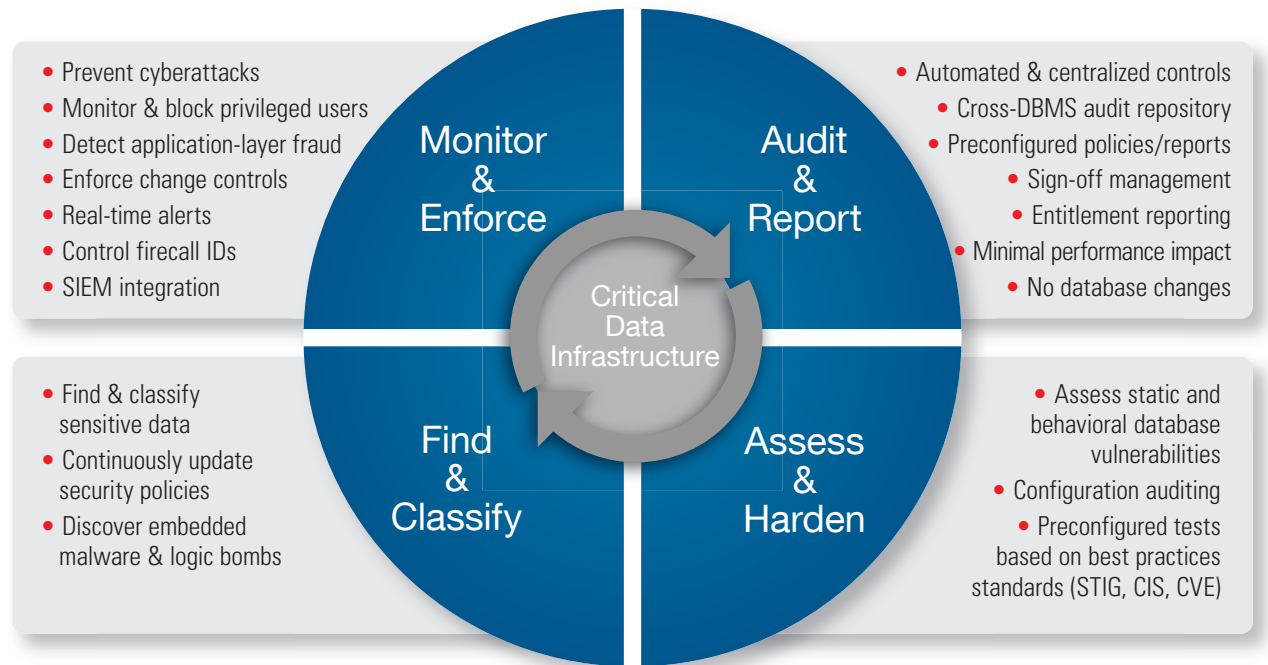 • Prevent cyberattacks
• Monitor & block privileged users
• Detect application-layer fraud
• Enforce change controls
• Real-time alerts
• Control firecall IDs
• SIEM integration
Monitor
&
Enforce
Audit
&
Report
• Automated & centralized controls
• Cross-DBMS audit repository
• Preconfigured policies/reports
• Sign-off management
• Entitlement reporting
• Minimal performance impact
• No database changes
Critical
Data
Infrastructure
• Find & classify
sensitive data
• Continuously update
security policies
• Discover embedded
malware & logic bombs
Find
&
Classify
Assess
&
Harden
• Assess static and
behavioral database
vulnerabilities
• Configuration auditing
• Preconfigured tests
based on best practices
standards (STIG, CIS, CVE)